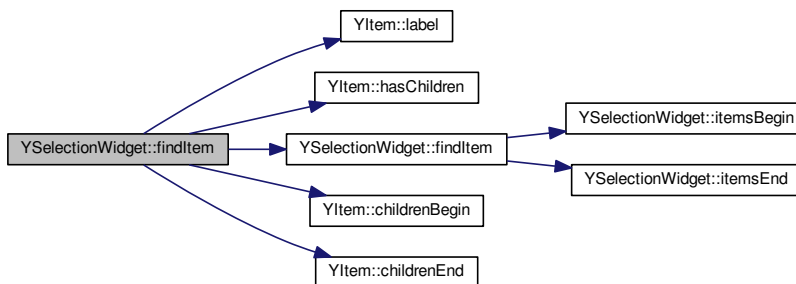 YItem::label
YItem::hasChildren
YSelectionWidget::itemsBegin
YSelectionWidget::findItem
YSelectionWidget::findItem
YSelectionWidget::itemsEnd
YItem::childrenBegin
YItem::childrenEnd